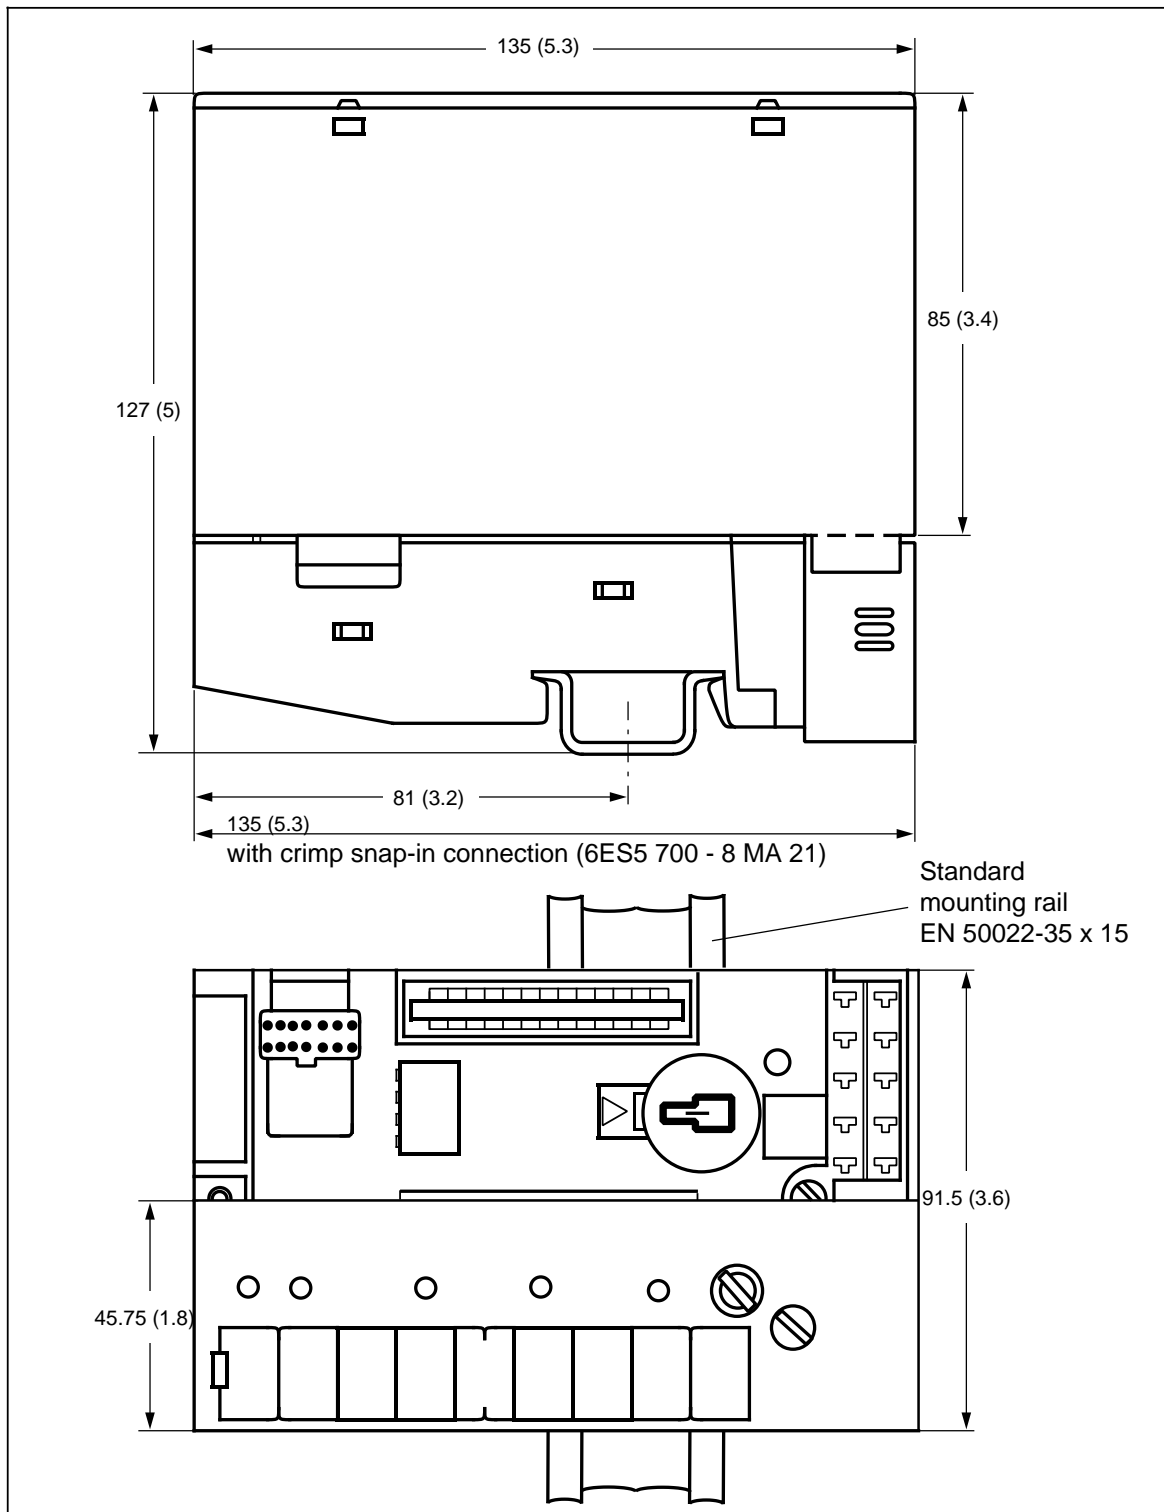 135 (5.3)
85 (3.4)
127 (5)
81 (3.2)
135 (5.3)
with crimp snap-in connection (6ES5 700 - 8 MA 21)
Standard
mounting rail
EN 50022-35 x 15
91.5 (3.6)
45.75 (1.8)